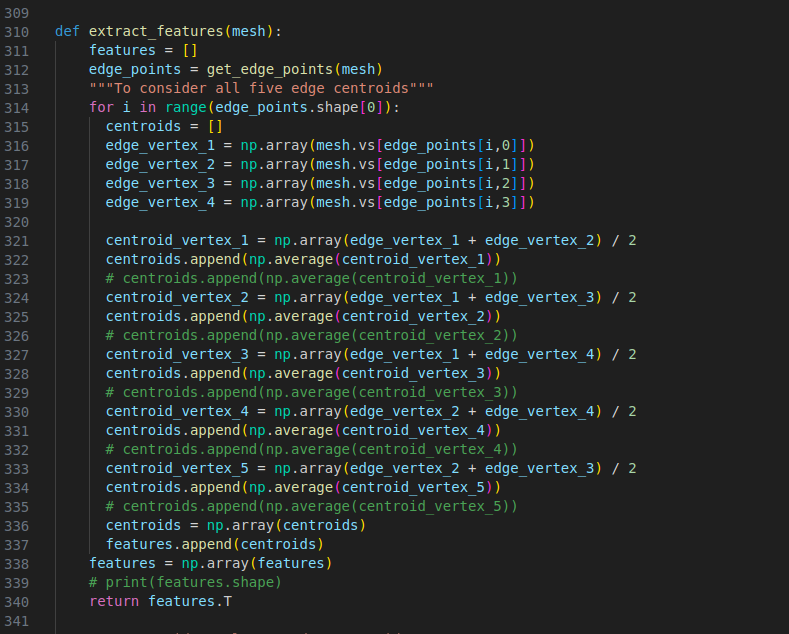 309
310 def extract_features(mesh):
311     features = []
312     edge_points = get_edge_points(mesh)
313     """To consider all five edge centroids"""
314     for i in range(edge_points.shape[0]):
315       centroids = []
316       edge_vertex_1 = np.array(mesh.vs[edge_points[i,0]])
317       edge_vertex_2 = np.array(mesh.vs[edge_points[i,1]])
318       edge_vertex_3 = np.array(mesh.vs[edge_points[i,2]])
319       edge_vertex_4 = np.array(mesh.vs[edge_points[i,3]])
320
321       centroid_vertex_1 = np.array(edge_vertex_1 + edge_vertex_2) / 2
322       centroids.append(np.average(centroid_vertex_1))
323       # centroids.append(np.average(centroid_vertex_1))
324       centroid_vertex_2 = np.array(edge_vertex_1 + edge_vertex_3) / 2
325       centroids.append(np.average(centroid_vertex_2))
326       # centroids.append(np.average(centroid_vertex_2))
327       centroid_vertex_3 = np.array(edge_vertex_1 + edge_vertex_4) / 2
328       centroids.append(np.average(centroid_vertex_3))
329       # centroids.append(np.average(centroid_vertex_3))
330       centroid_vertex_4 = np.array(edge_vertex_2 + edge_vertex_4) / 2
331       centroids.append(np.average(centroid_vertex_4))
332       # centroids.append(np.average(centroid_vertex_4))
333       centroid_vertex_5 = np.array(edge_vertex_2 + edge_vertex_3) / 2
334       centroids.append(np.average(centroid_vertex_5))
335       # centroids.append(np.average(centroid_vertex_5))
336       centroids = np.array(centroids)
337       features.append(centroids)
338     features = np.array(features)
339     # print(features.shape)
340     return features.T
341